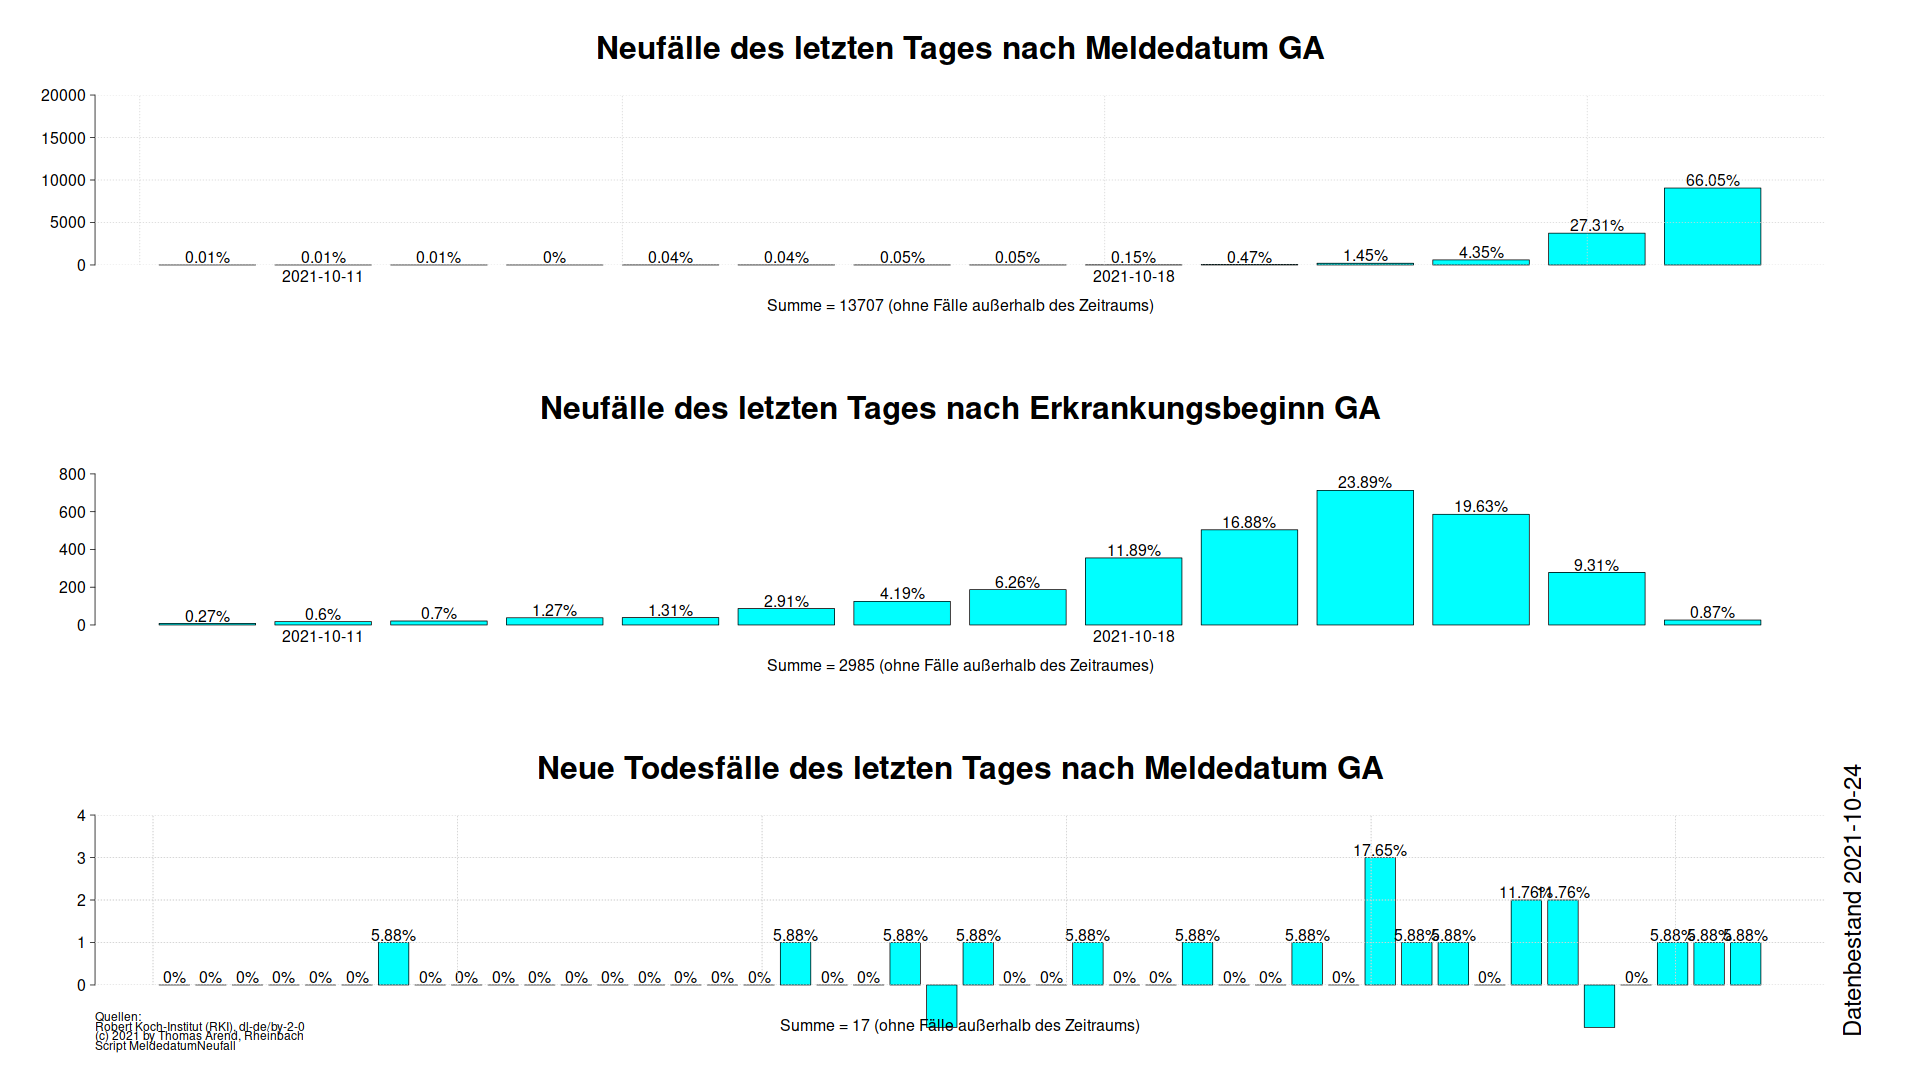 Neufälle des letzten Tages nach Meldedatum GA
20000
15000
10000
5000
0
0.01% 0.01% 0.01% 0% 0.04% 0.04% 0.05% 0.05% 0.15% 0.47% 1.45% 4.35% 27.31% 66.05%
2021-10-11 2021-10-18
Summe = 13707 (ohne Fälle außerhalb des Zeitraums)
Neufälle des letzten Tages nach Erkrankungsbeginn GA
800
600
400
200
0
0.27% 0.6% 0.7% 1.27% 1.31% 2.91% 4.19% 6.26% 11.89% 16.88% 23.89% 19.63% 9.31% 0.87%
2021-10-11 2021-10-18
Summe = 2985 (ohne Fälle außerhalb des Zeitraumes)
Neue Todesfälle des letzten Tages nach Meldedatum GA
4
3
2
1
0
0% 0% 0% 0% 0% 0% 5.88% 0% 0% 0% 0% 0% 0% 0% 0% 0% 0% 5.88% 0% 0% 5.88% 5.88% 0% 0% 5.88% 0% 0% 5.88% 0% 0% 5.88% 0% 17.65% 5.88% 5.88% 0% 11.76% 11.76% 0% 5.88% 5.88% 5.88%
Summe = 17 (ohne Fälle außerhalb des Zeitraums)
Quellen:
Robert Koch-Institut (RKI), dl-de/by-2-0
(c) 2021 by Thomas Arend, Rheinbach
Script MeldedatumNeufall
Datenbestand 2021-10-24